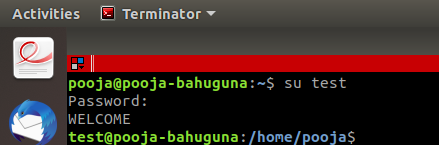 Activities Terminator
pooja@pooja-bahuguna:~$ su test
Password:
WELCOME
test@pooja-bahuguna:/home/pooja$